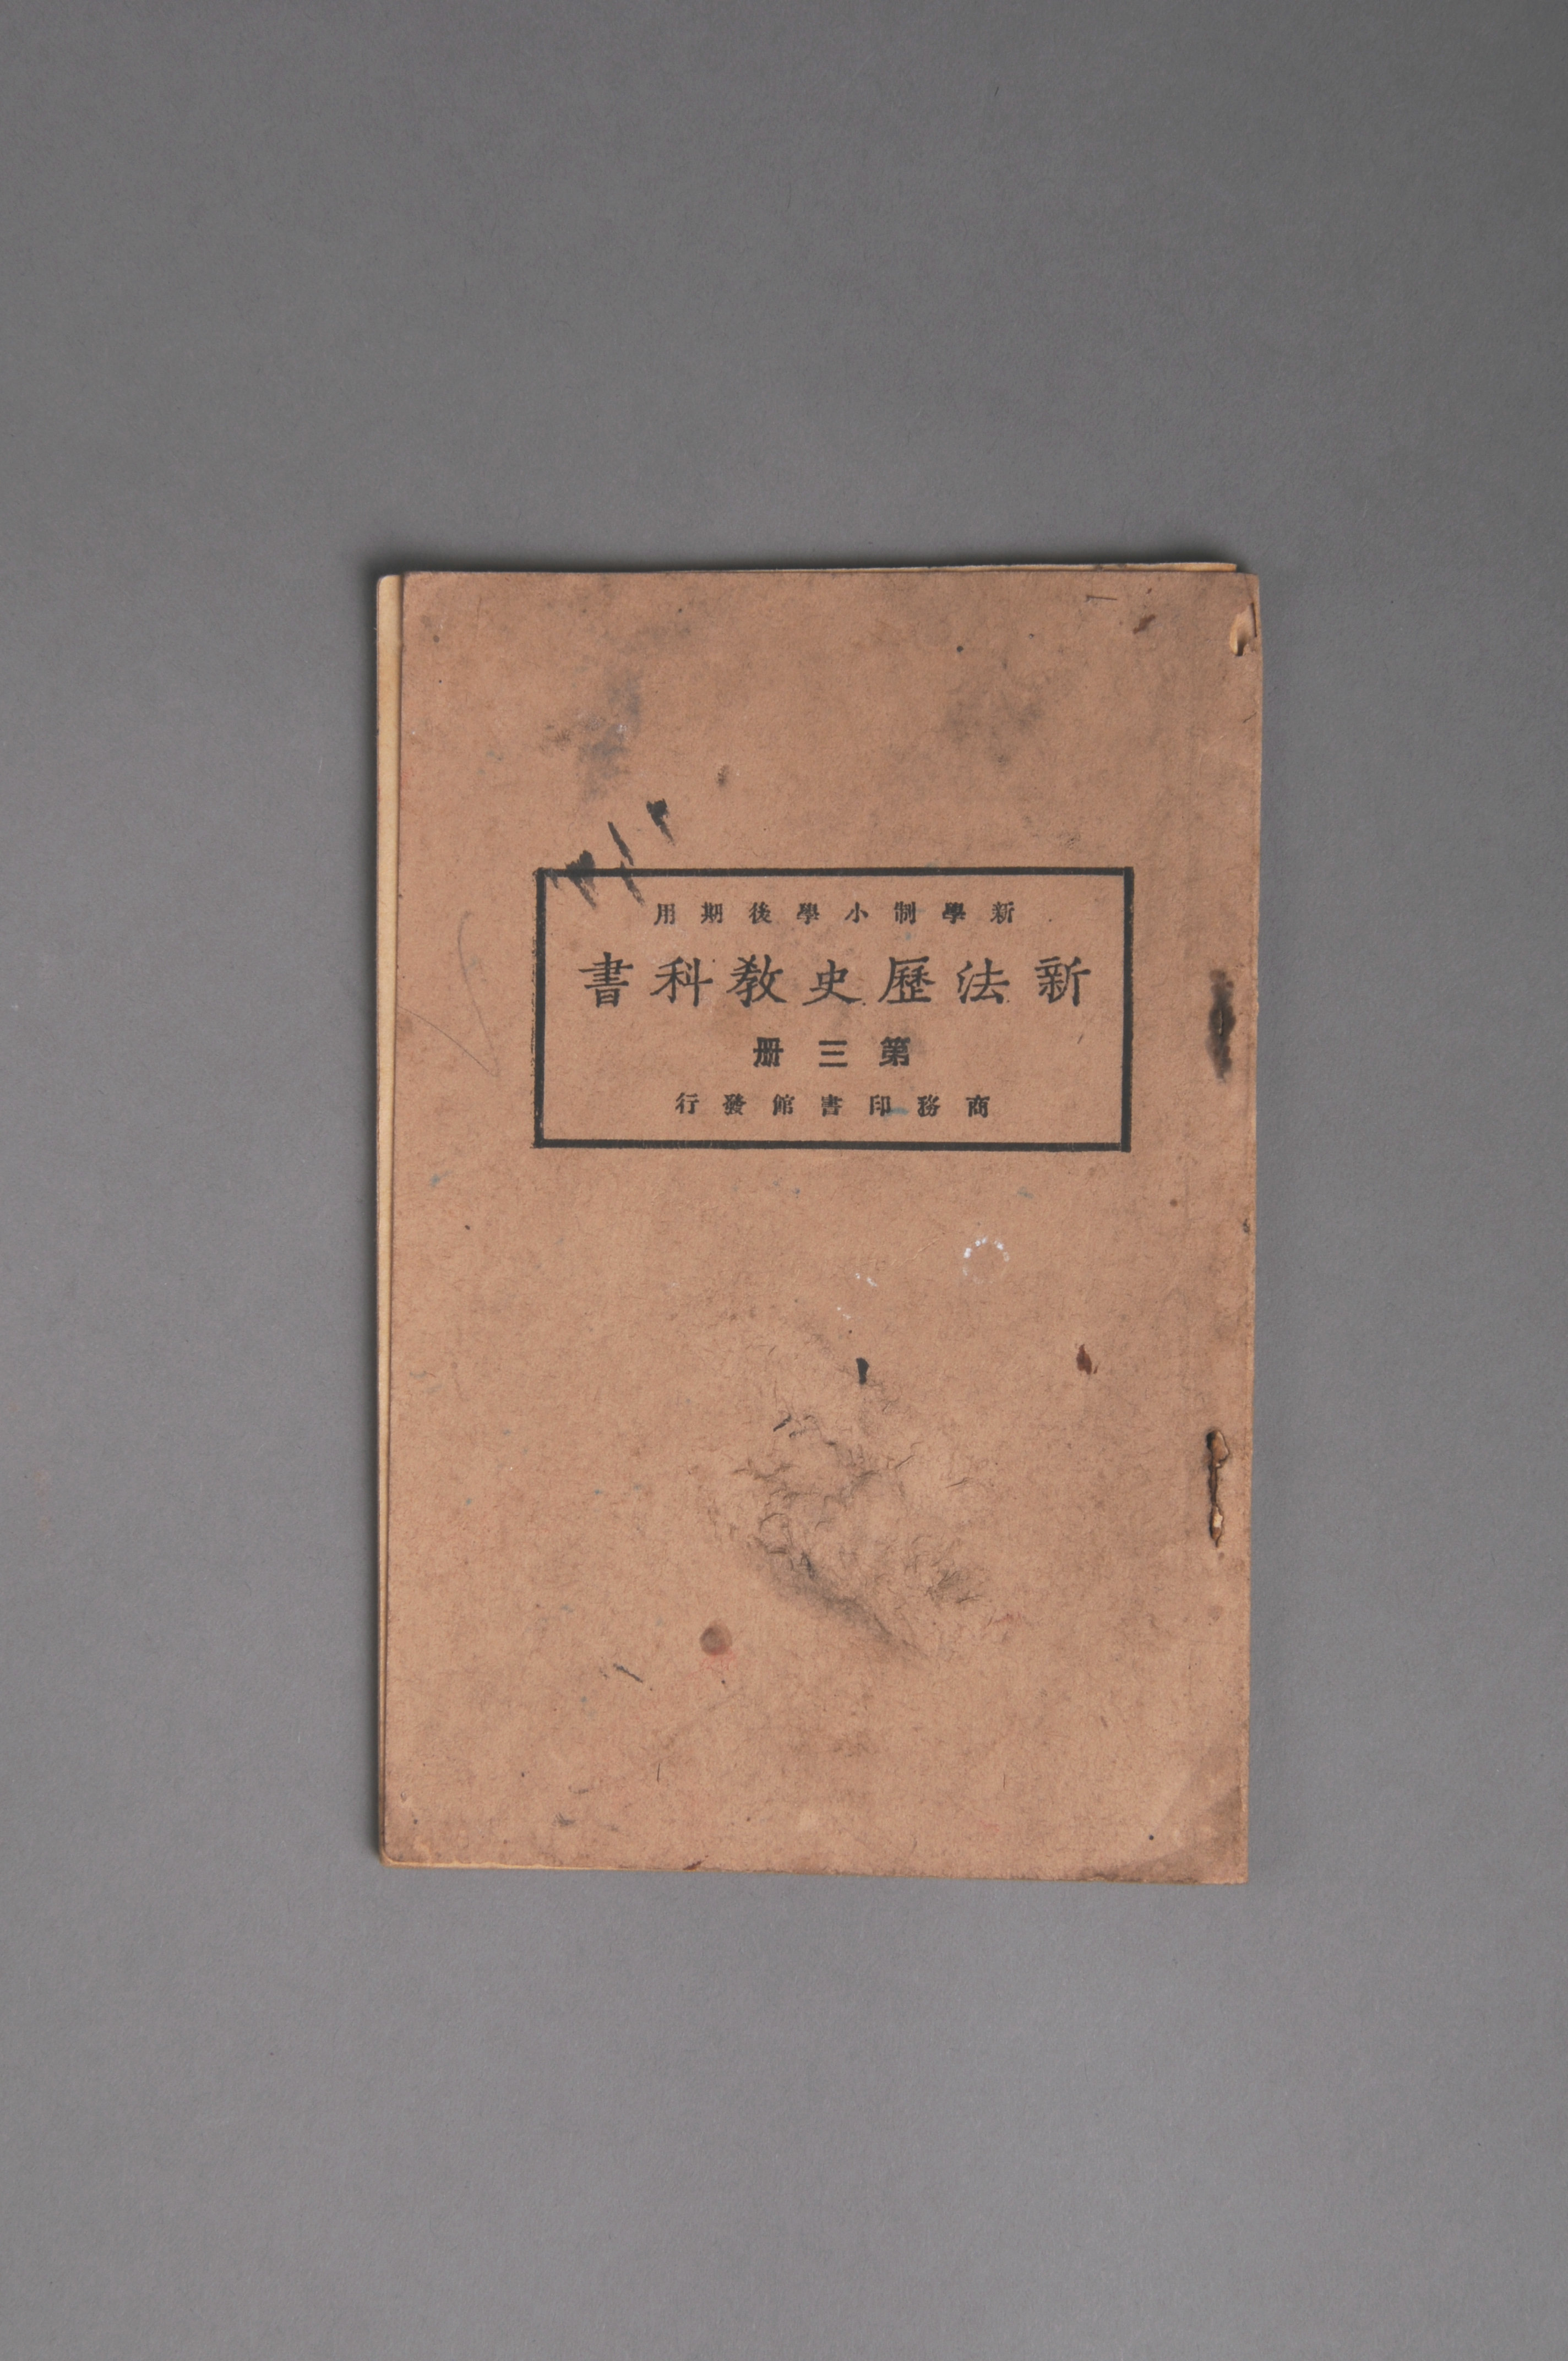 新學制小學後期用
新法歷史教科書
第三册
商務印書館發行